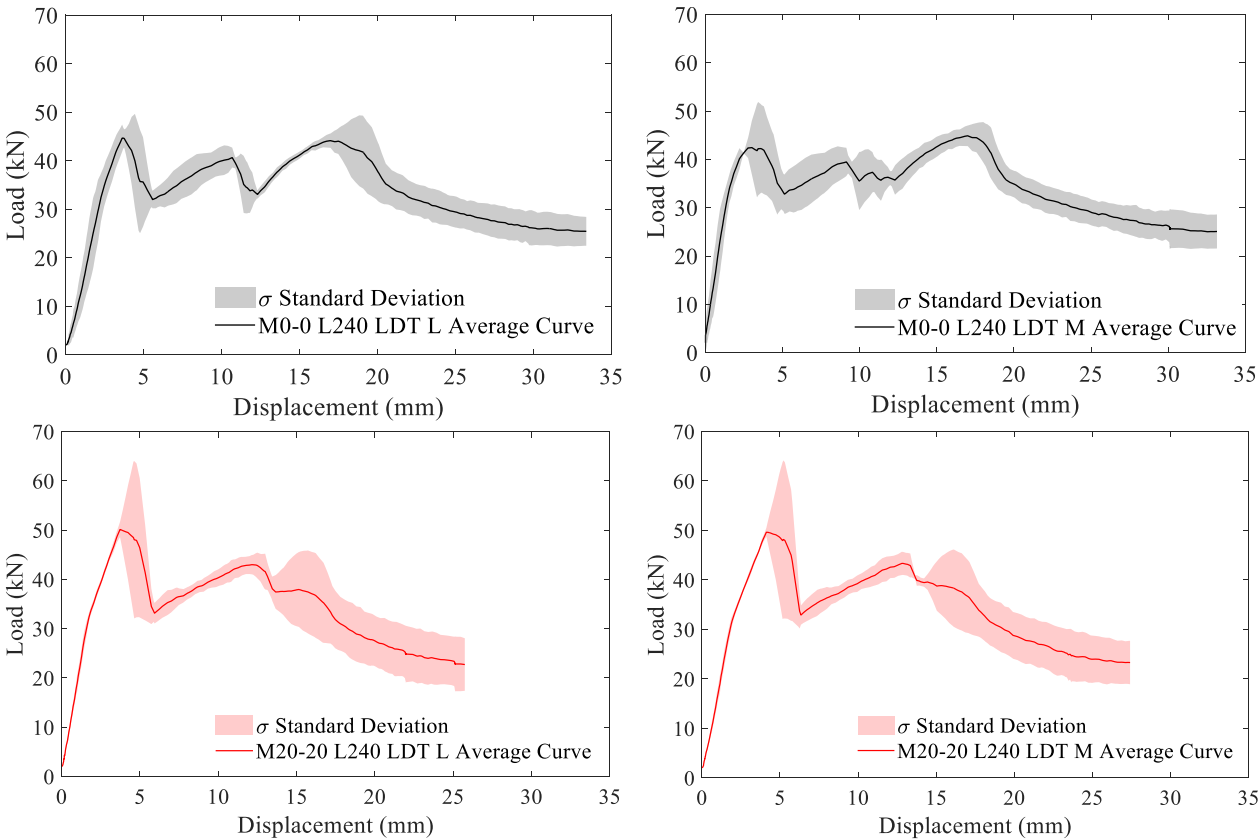 70
60
50
40
30
20
10
0
Load (kN)
σ Standard Deviation
M0-0 L240 LDT L Average Curve
0 5 10 15 20 25 30 35
Displacement (mm)
70
60
50
40
30
20
10
0
Load (kN)
σ Standard Deviation
M0-0 L240 LDT M Average Curve
0 5 10 15 20 25 30 35
Displacement (mm)
70
60
50
40
30
20
10
0
Load (kN)
σ Standard Deviation
M20-20 L240 LDT L Average Curve
0 5 10 15 20 25 30 35
Displacement (mm)
70
60
50
40
30
20
10
0
Load (kN)
σ Standard Deviation
M20-20 L240 LDT M Average Curve
0 5 10 15 20 25 30 35
Displacement (mm)